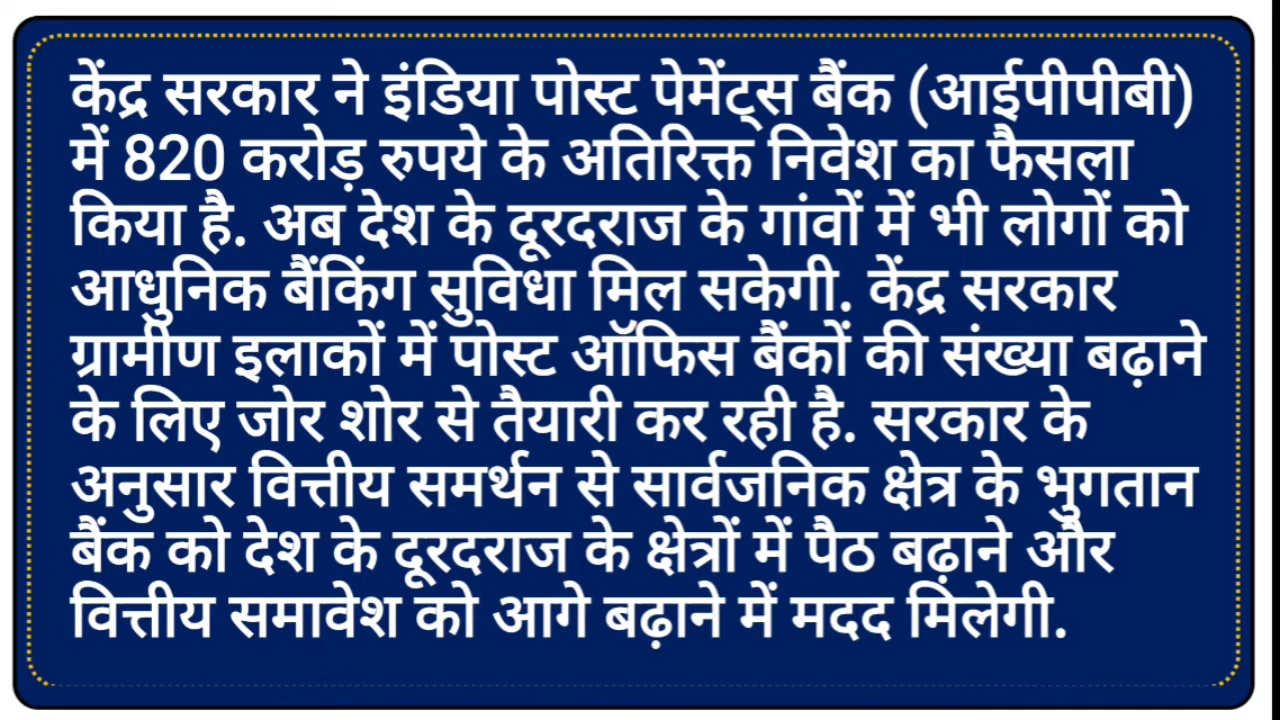 केंद्र सरकार ने इंडिया पोस्ट पेमेंट्स बैंक (आईपीपीबी)
में 820 करोड़ रुपये के अतिरिक्त निवेश का फैसला
किया है. अब देश के दूरदराज के गांवों में भी लोगों को
आधुनिक बैंकिंग सुविधा मिल सकेगी. केंद्र सरकार
ग्रामीण इलाकों में पोस्ट ऑफिस बैंकों की संख्या बढ़ाने
के लिए जोर शोर से तैयारी कर रही है. सरकार के
अनुसार वित्तीय समर्थन से सार्वजनिक क्षेत्र के भुगतान
बैंक को देश के दूरदराज के क्षेत्रों में पैठ बढ़ाने और
वित्तीय समावेश को आगे बढ़ाने में मदद मिलेगी.